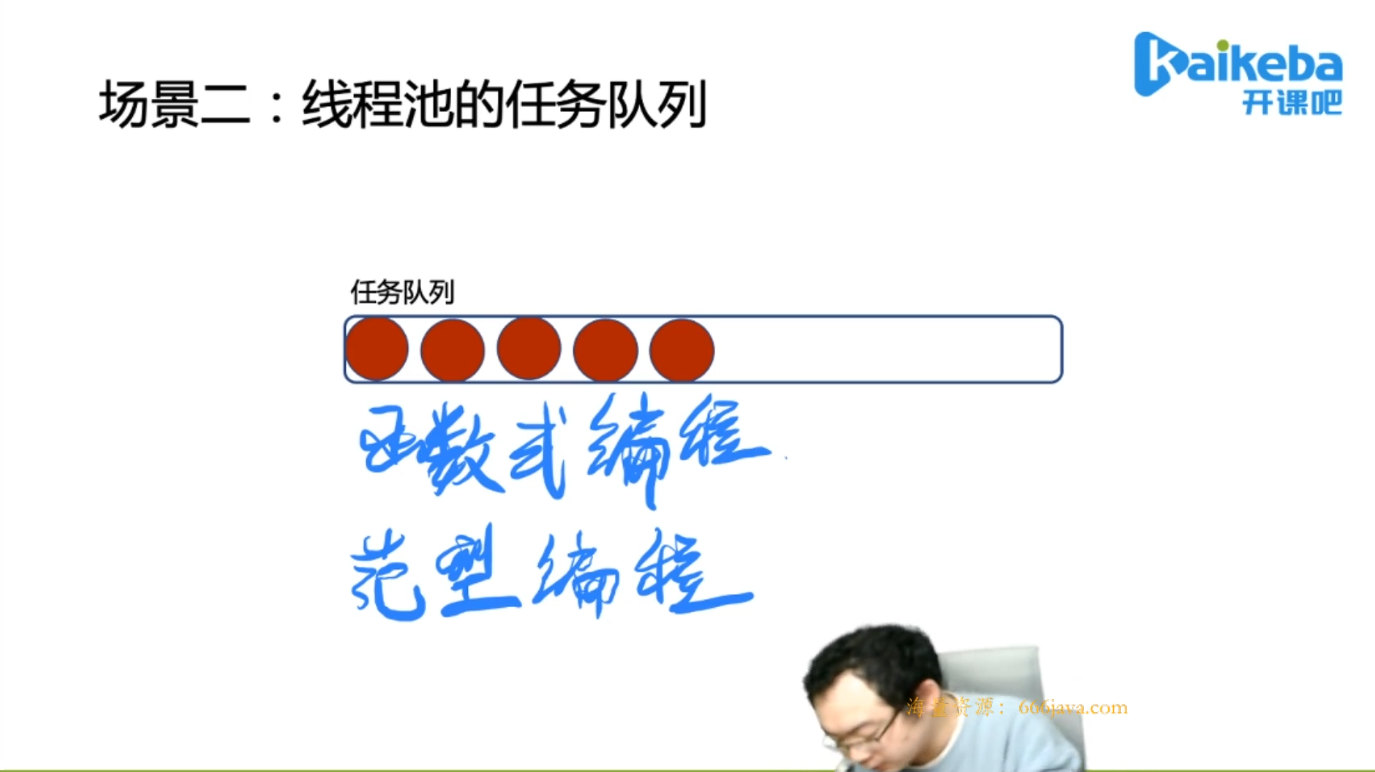 kaikeba
开课吧
场景二：线程池的任务队列
任务队列
函数式编程
范型编程
海量资源：666java.com